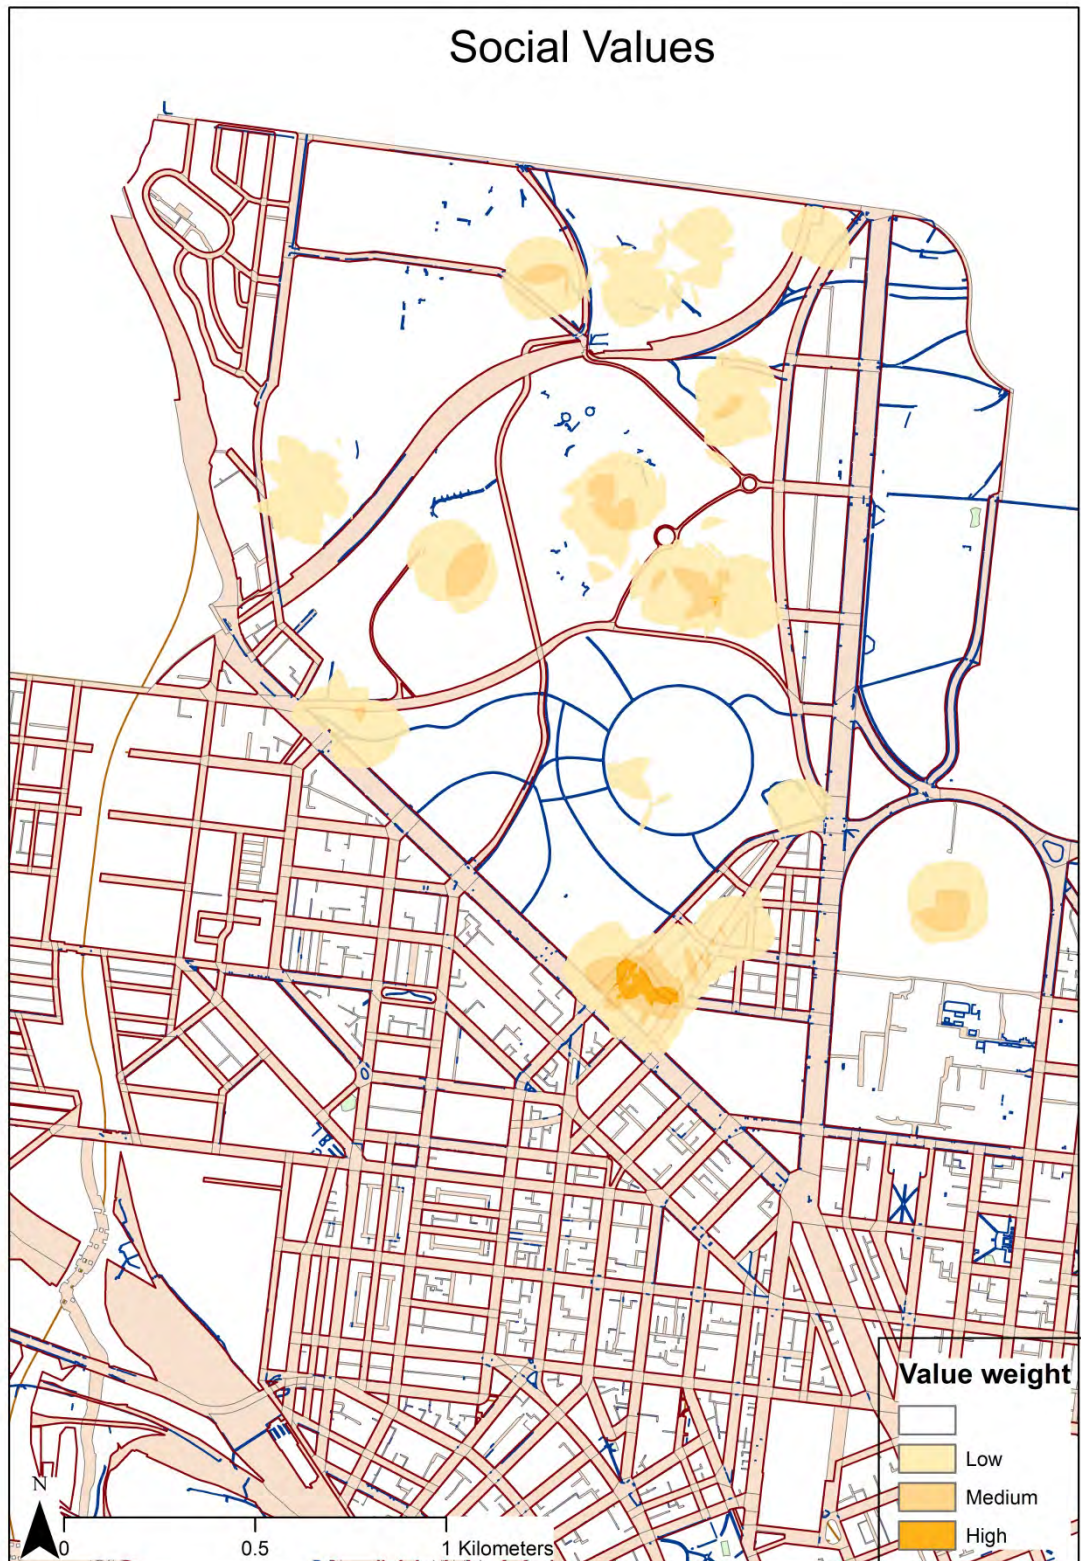 Social Values
Value weight
Low
Medium
High
N
0 0.5 1 Kilometers